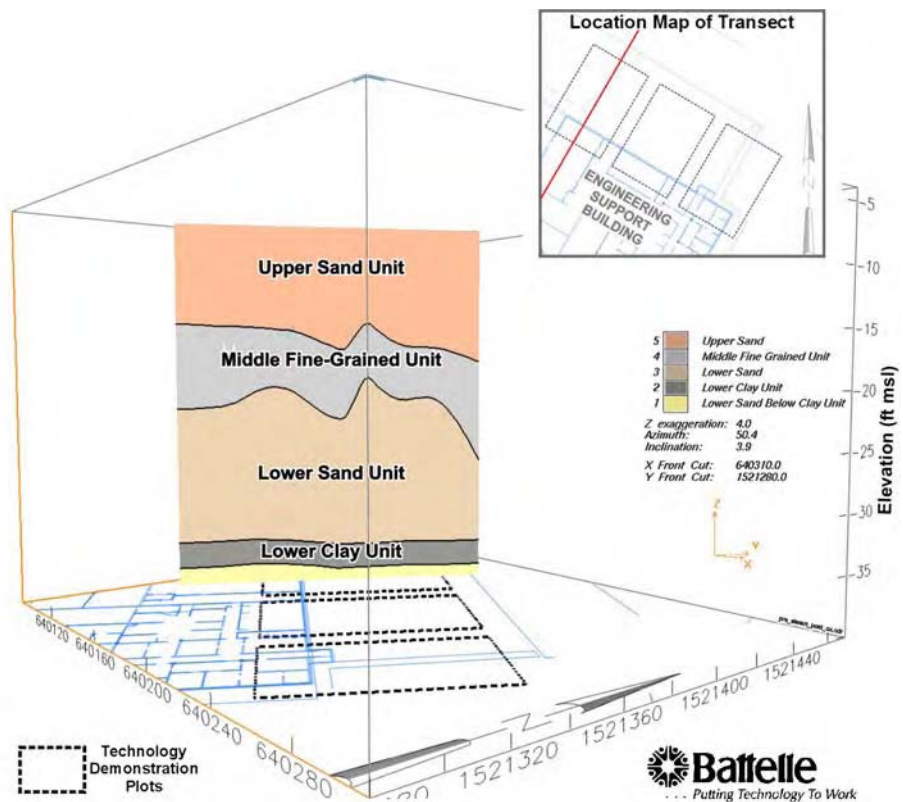 Location Map of Transect
ENGINEERING
SUPPORT
BUILDING
Upper Sand Unit
Middle Fine-Grained Unit
Lower Sand Unit
Lower Clay Unit
-5
-10
-15
-20
-25
-30
-35
Elevation (ft msl)
5 Upper Sand
4 Middle Fine Grained Unit
3 Lower Sand
2 Lower Clay Unit
1 Lower Sand Below Clay Unit
Z exaggeration: 4.0
Azimuth: 50.4
Inclination: 3.9
X Front Cut: 640310.0
Y Front Cut: 1521280.0
Z
Y
X
640120
640160
640200
640240
640280
1521320
1521360
1521400
1521440
Technology
Demonstration
Plots
Battelle
... Putting Technology To Work